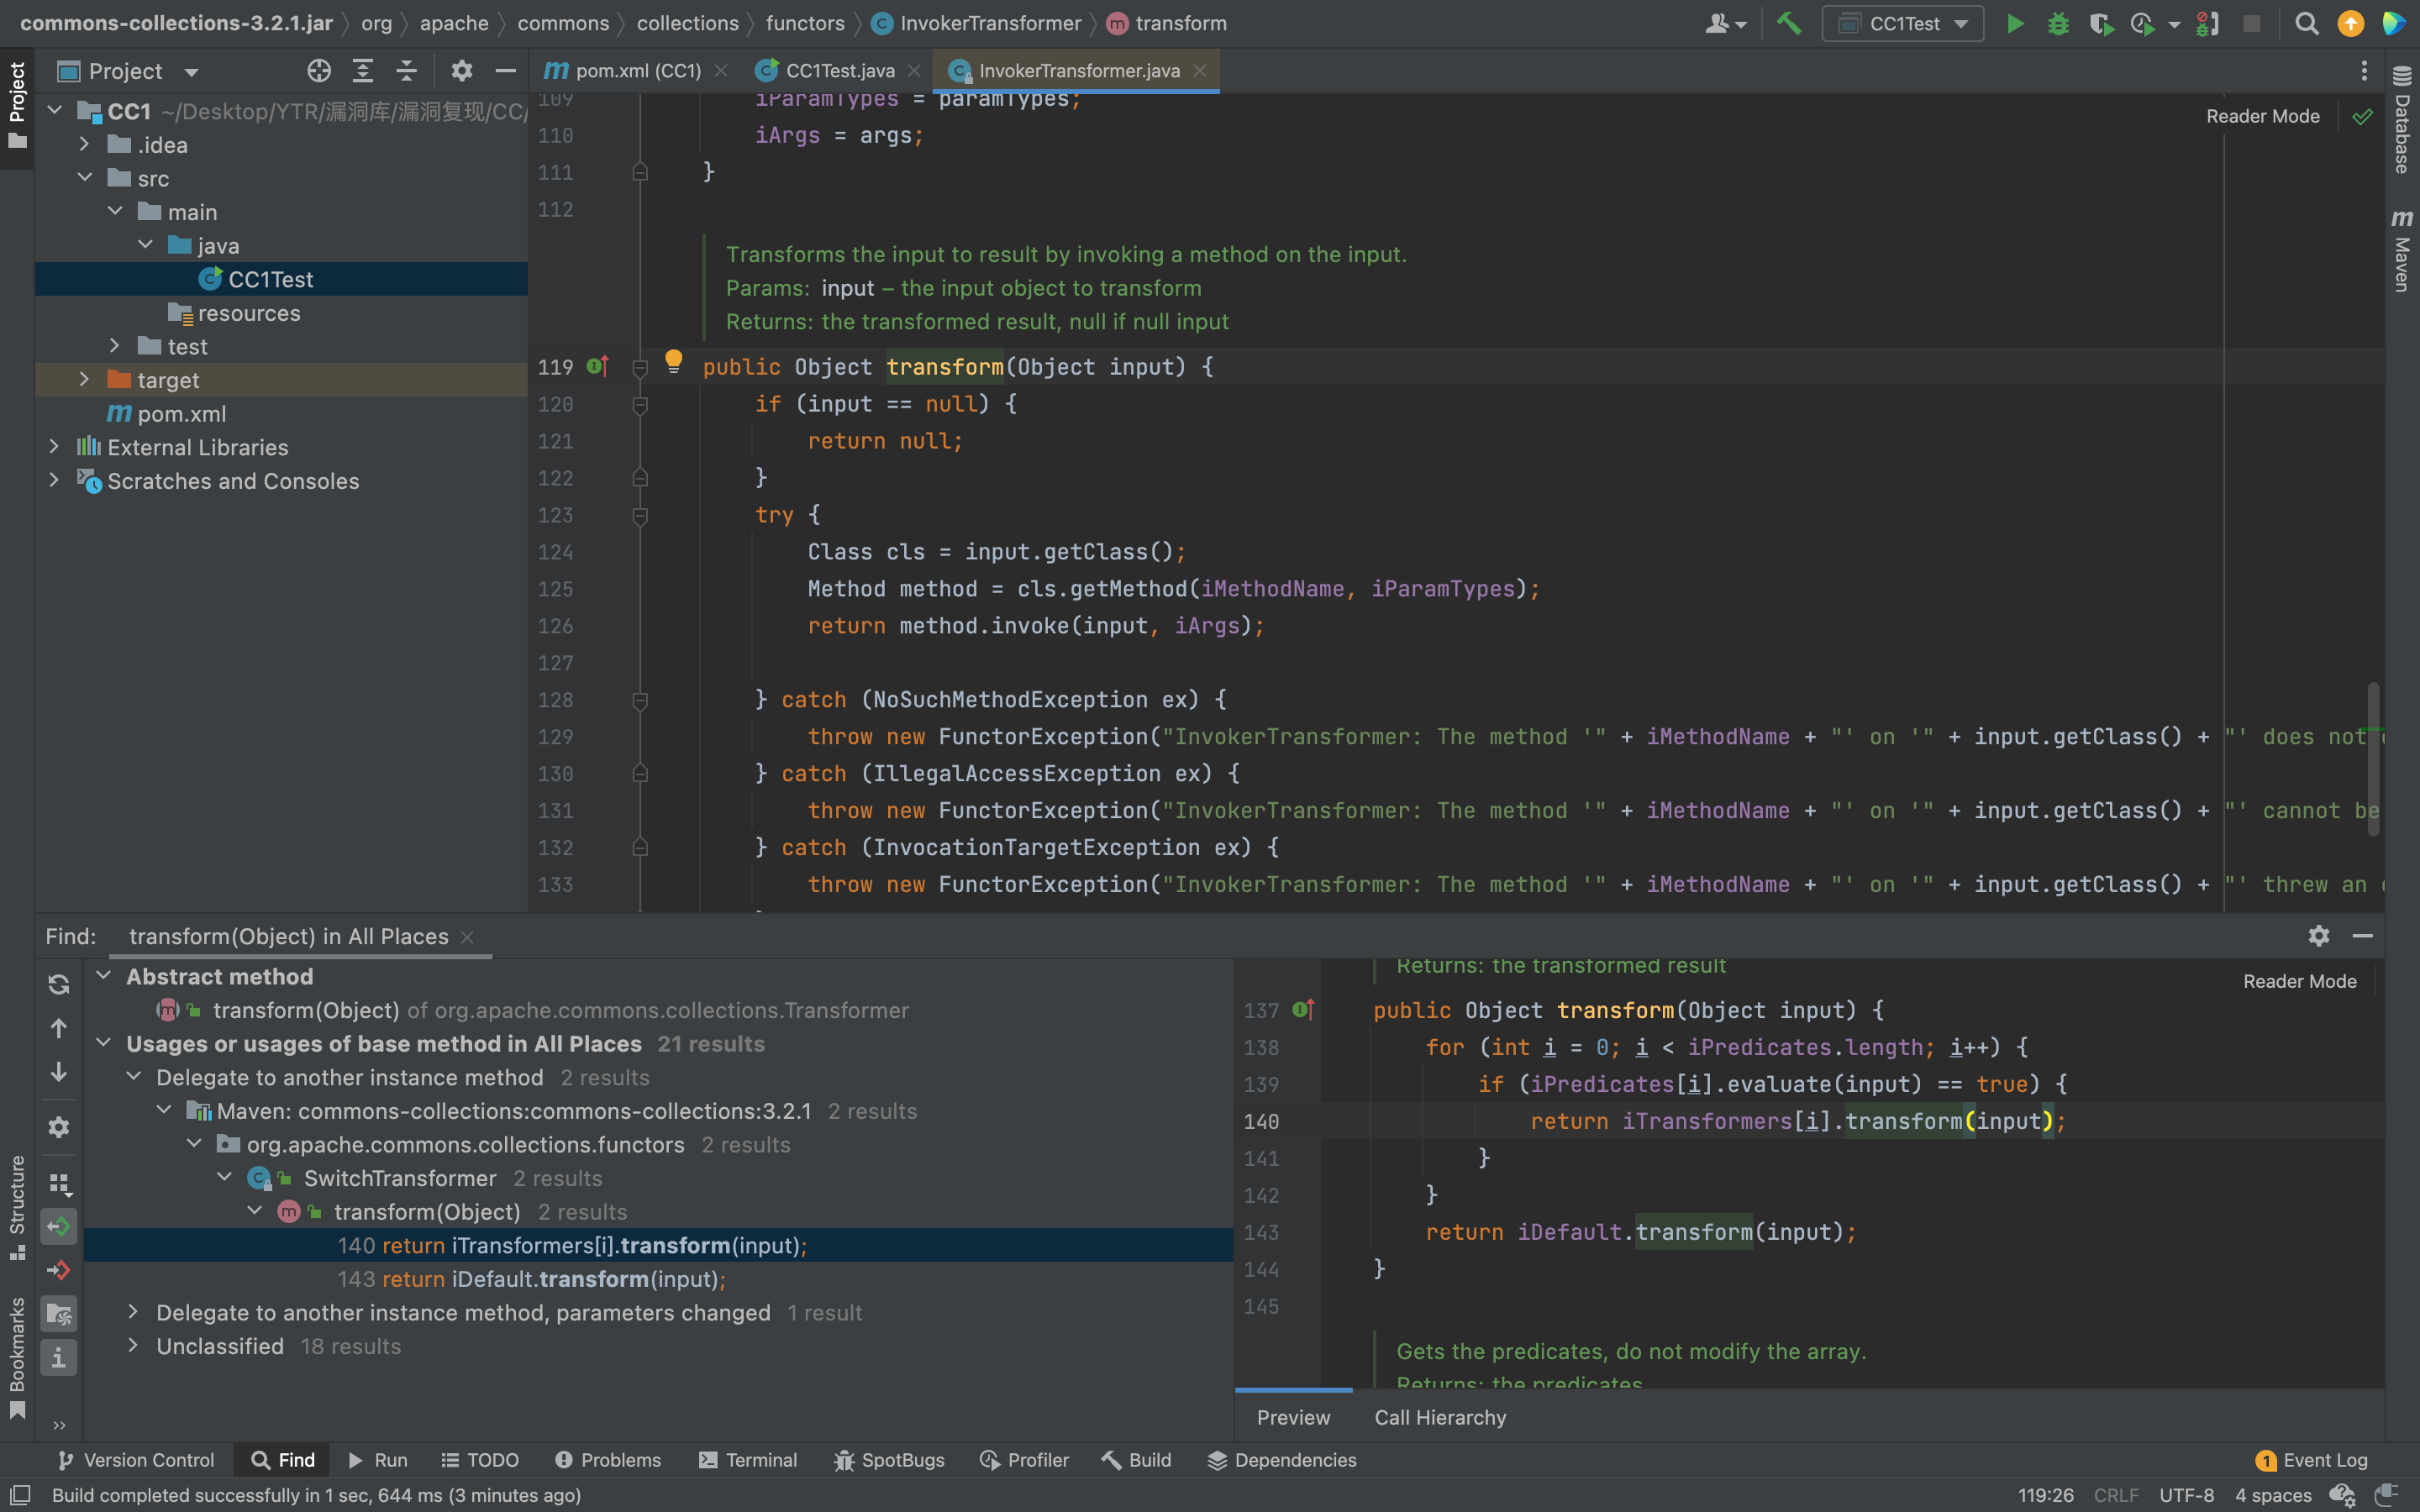 commons-collections-3.2.1.jar org apache commons collections functors InvokerTransformer transform CC1Test
Project pom.xml (CC1) CC1Test.java InvokerTransformer.java
Project
CC1 ~/Desktop/YTR/漏洞库/漏洞复现/CC/
.idea
src
main
java
CC1Test
resources
test
target
pom.xml
External Libraries
Scratches and Consoles
Reader Mode
Database
Maven
109 iParamTypes = paramTypes;
110 iArgs = args;
111 }
112
Transforms the input to result by invoking a method on the input.
Params: input – the input object to transform
Returns: the transformed result, null if null input
119 public Object transform(Object input) {
120 if (input == null) {
121 return null;
122 }
123 try {
124 Class cls = input.getClass();
125 Method method = cls.getMethod(iMethodName, iParamTypes);
126 return method.invoke(input, iArgs);
127
128 } catch (NoSuchMethodException ex) {
129 throw new FunctorException("InvokerTransformer: The method '" + iMethodName + "' on '" + input.getClass() + "' does not
130 } catch (IllegalAccessException ex) {
131 throw new FunctorException("InvokerTransformer: The method '" + iMethodName + "' on '" + input.getClass() + "' cannot be
132 } catch (InvocationTargetException ex) {
133 throw new FunctorException("InvokerTransformer: The method '" + iMethodName + "' on '" + input.getClass() + "' threw an
Find: transform(Object) in All Places
Abstract method
transform(Object) of org.apache.commons.collections.Transformer
Usages or usages of base method in All Places 21 results
Delegate to another instance method 2 results
Maven: commons-collections:commons-collections:3.2.1 2 results
org.apache.commons.collections.functors 2 results
SwitchTransformer 2 results
transform(Object) 2 results
140 return iTransformers[i].transform(input);
143 return iDefault.transform(input);
Delegate to another instance method, parameters changed 1 result
Unclassified 18 results
Structure
Bookmarks
Returns: the transformed result
Reader Mode
137 public Object transform(Object input) {
138 for (int i = 0; i < iPredicates.length; i++) {
139 if (iPredicates[i].evaluate(input) == true) {
140 return iTransformers[i].transform(input);
141 }
142 }
143 return iDefault.transform(input);
144 }
145
Gets the predicates, do not modify the array.
Returns: the predicates
Preview Call Hierarchy
Version Control Find Run TODO Problems Terminal SpotBugs Profiler Build Dependencies 1 Event Log
Build completed successfully in 1 sec, 644 ms (3 minutes ago) 119:26 CRLF UTF-8 4 spaces